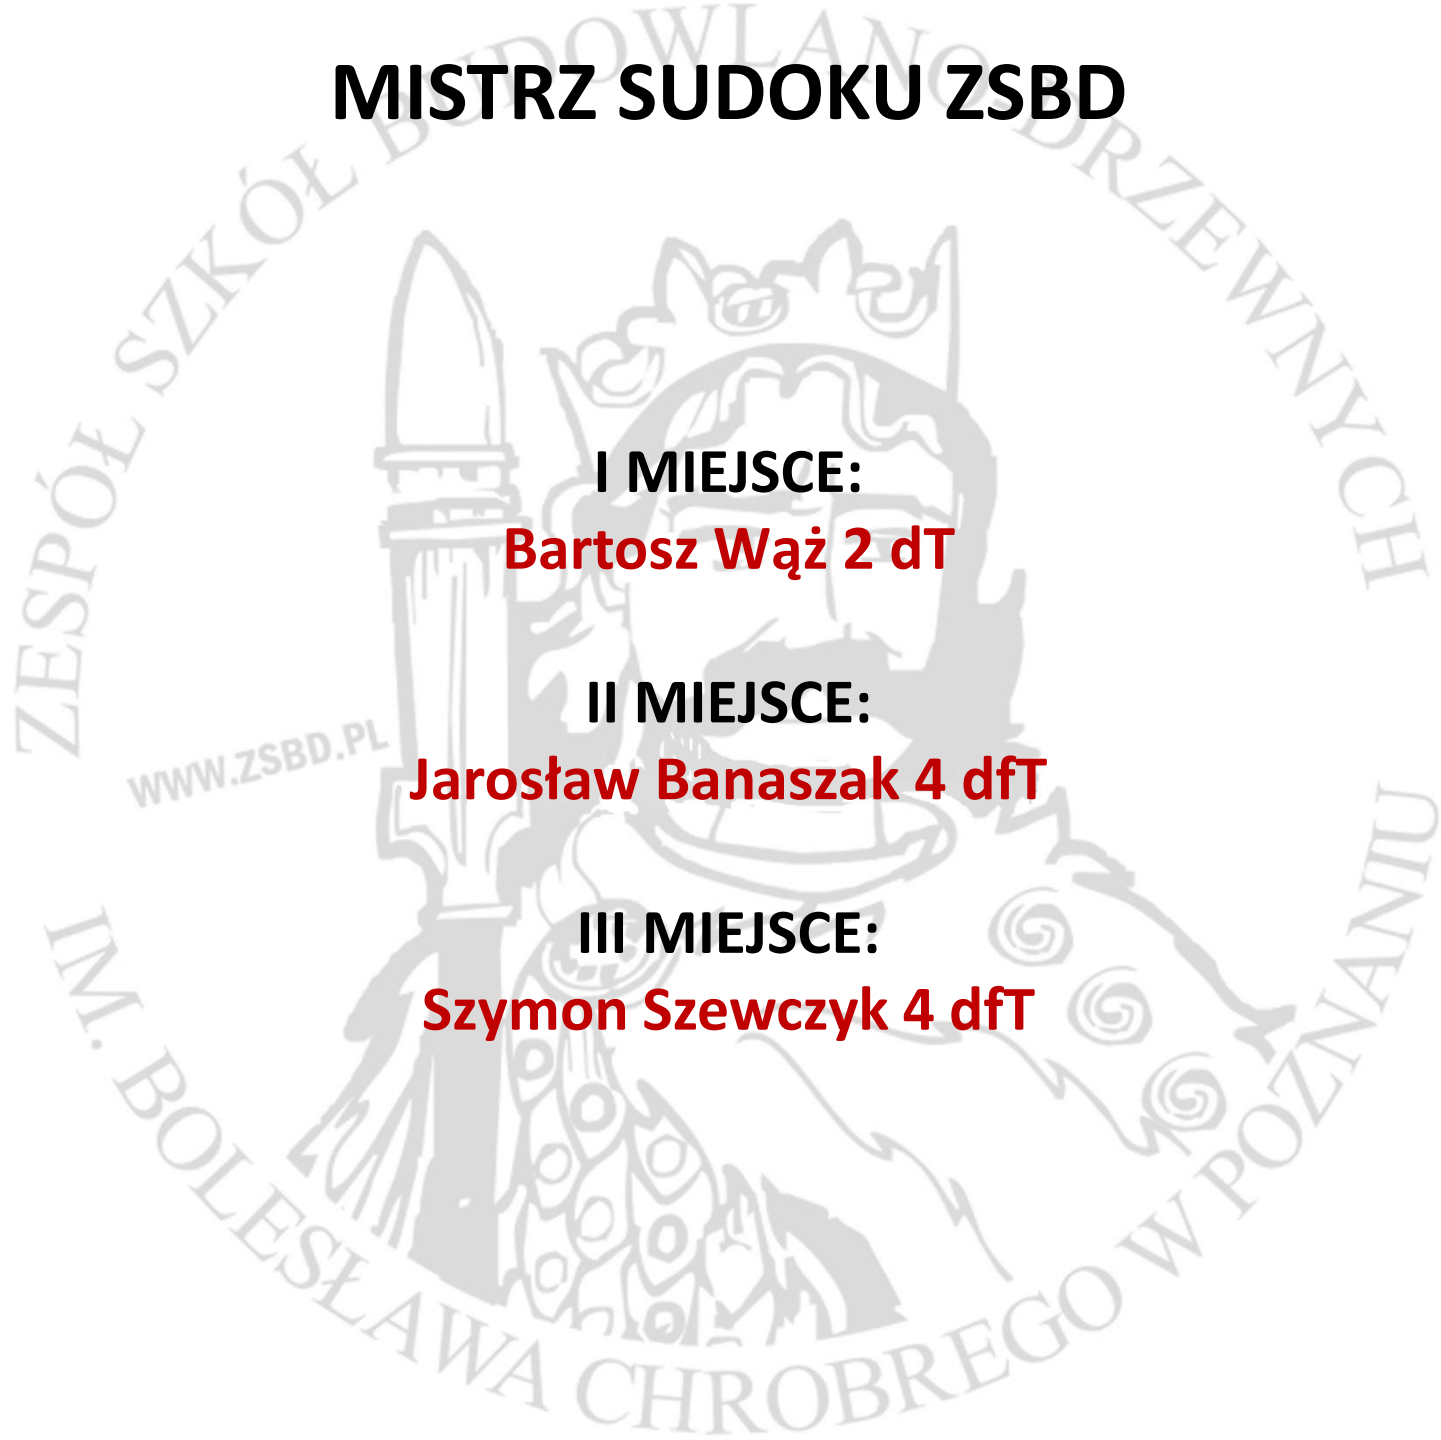 MISTRZ SUDOKU ZSBD
I MIEJSCE:
Bartosz Wąż 2 dT
II MIEJSCE:
Jarosław Banaszak 4 dfT
III MIEJSCE:
Szymon Szewczyk 4 dfT
ZESPÓŁ SZKÓŁ BUDOWLANO DRZEWNYCH
WWW.ZSBD.PL
IM. BOLESŁAWA CHROBREGO W POZNANIU